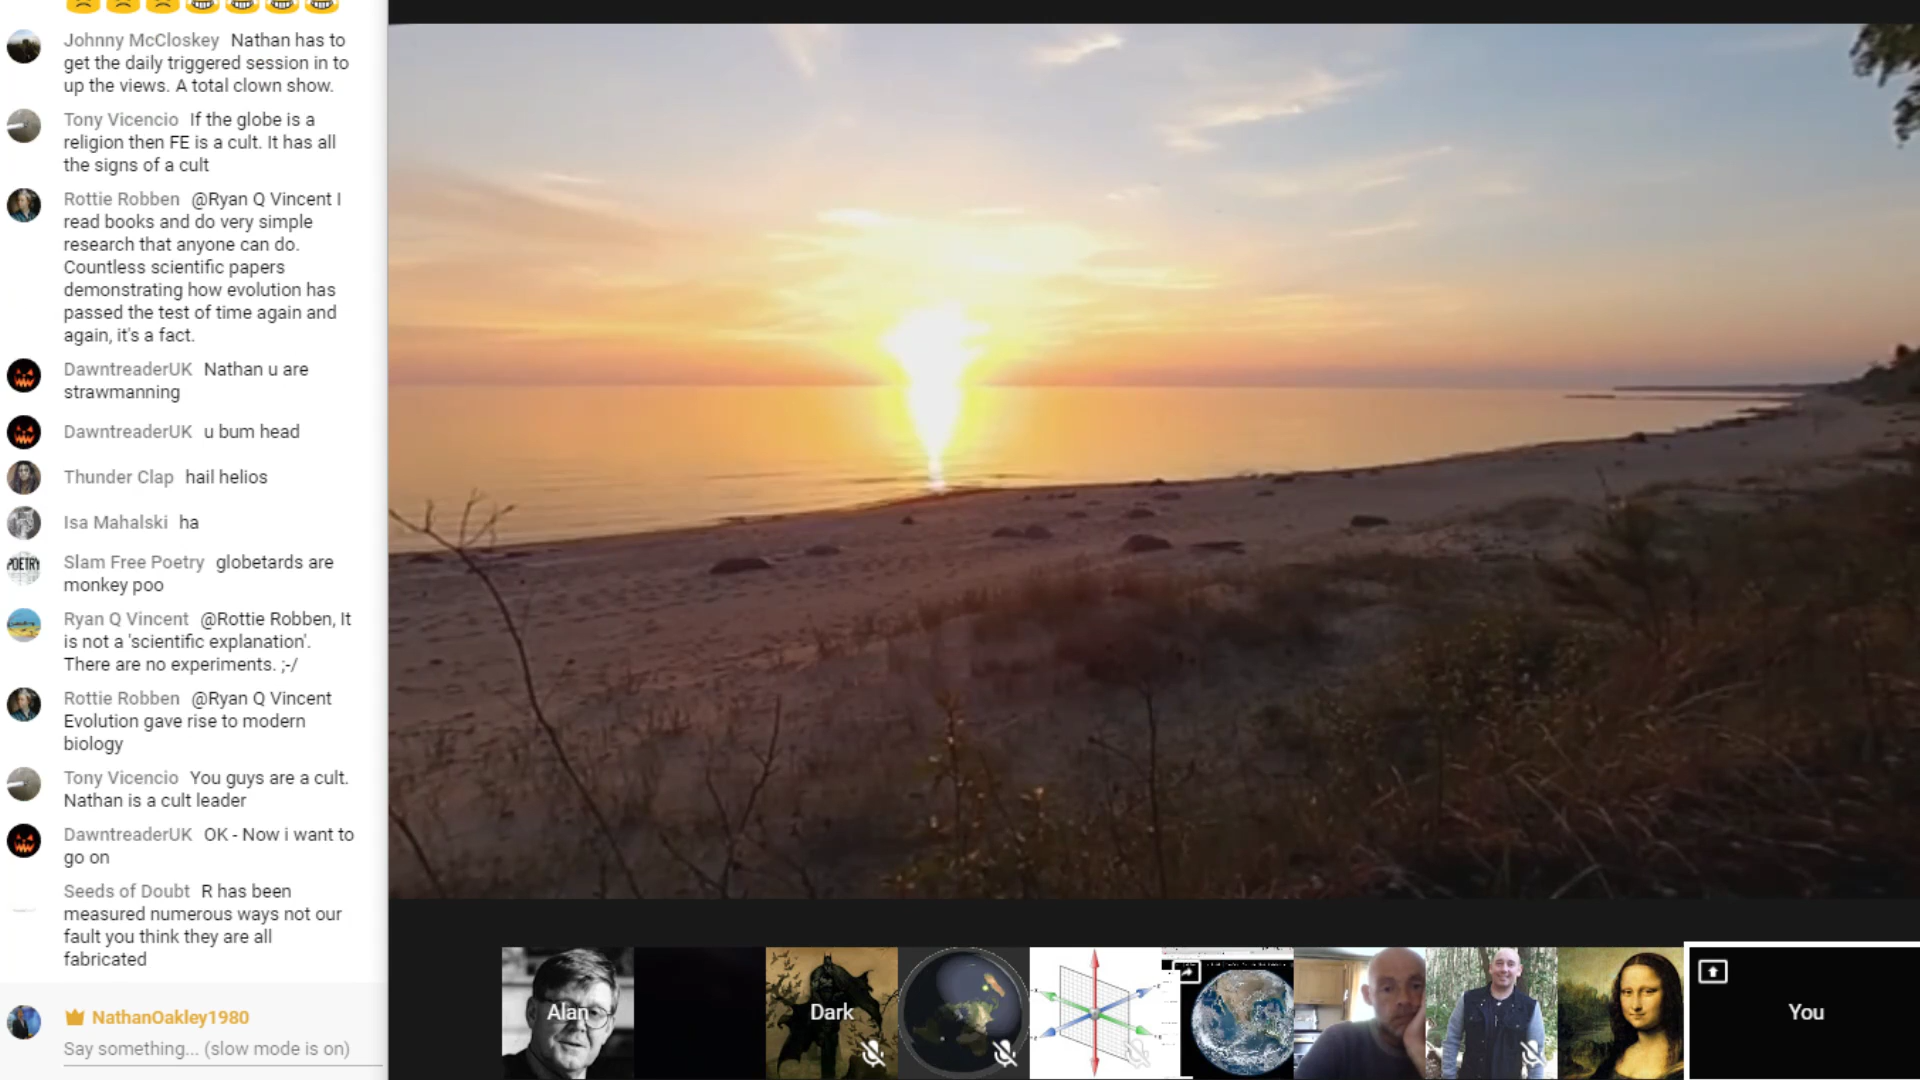 Johnny McCloskey Nathan has to
get the daily triggered session in to
up the views. A total clown show.
Tony Vicencio If the globe is a
religion then FE is a cult. It has all
the signs of a cult
Rottie Robben @Ryan Q Vincent I
read books and do very simple
research that anyone can do.
Countless scientific papers
demonstrating how evolution has
passed the test of time again and
again, it's a fact.
DawntreaderUK Nathan u are
strawmanning
DawntreaderUK u bum head
Thunder Clap hail helios
Isa Mahalski ha
POETRY
Slam Free Poetry globetards are
monkey poo
Ryan Q Vincent @Rottie Robben, It
is not a 'scientific explanation'.
There are no experiments. ;-/
Rottie Robben @Ryan Q Vincent
Evolution gave rise to modern
biology
Tony Vicencio You guys are a cult.
Nathan is a cult leader
DawntreaderUK OK - Now i want to
go on
Seeds of Doubt R has been
measured numerous ways not our
fault you think they are all
fabricated
NathanOakley1980
Say something... (slow mode is on)
Alan
Dark
You